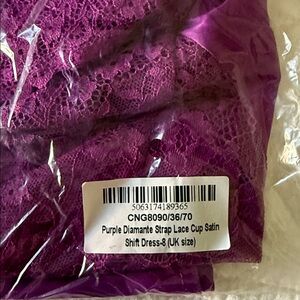 5063174189365
CNG8090/36/70
Purple Diamante Strap Lace Cup Satin
Shift Dress-8 (UK size)